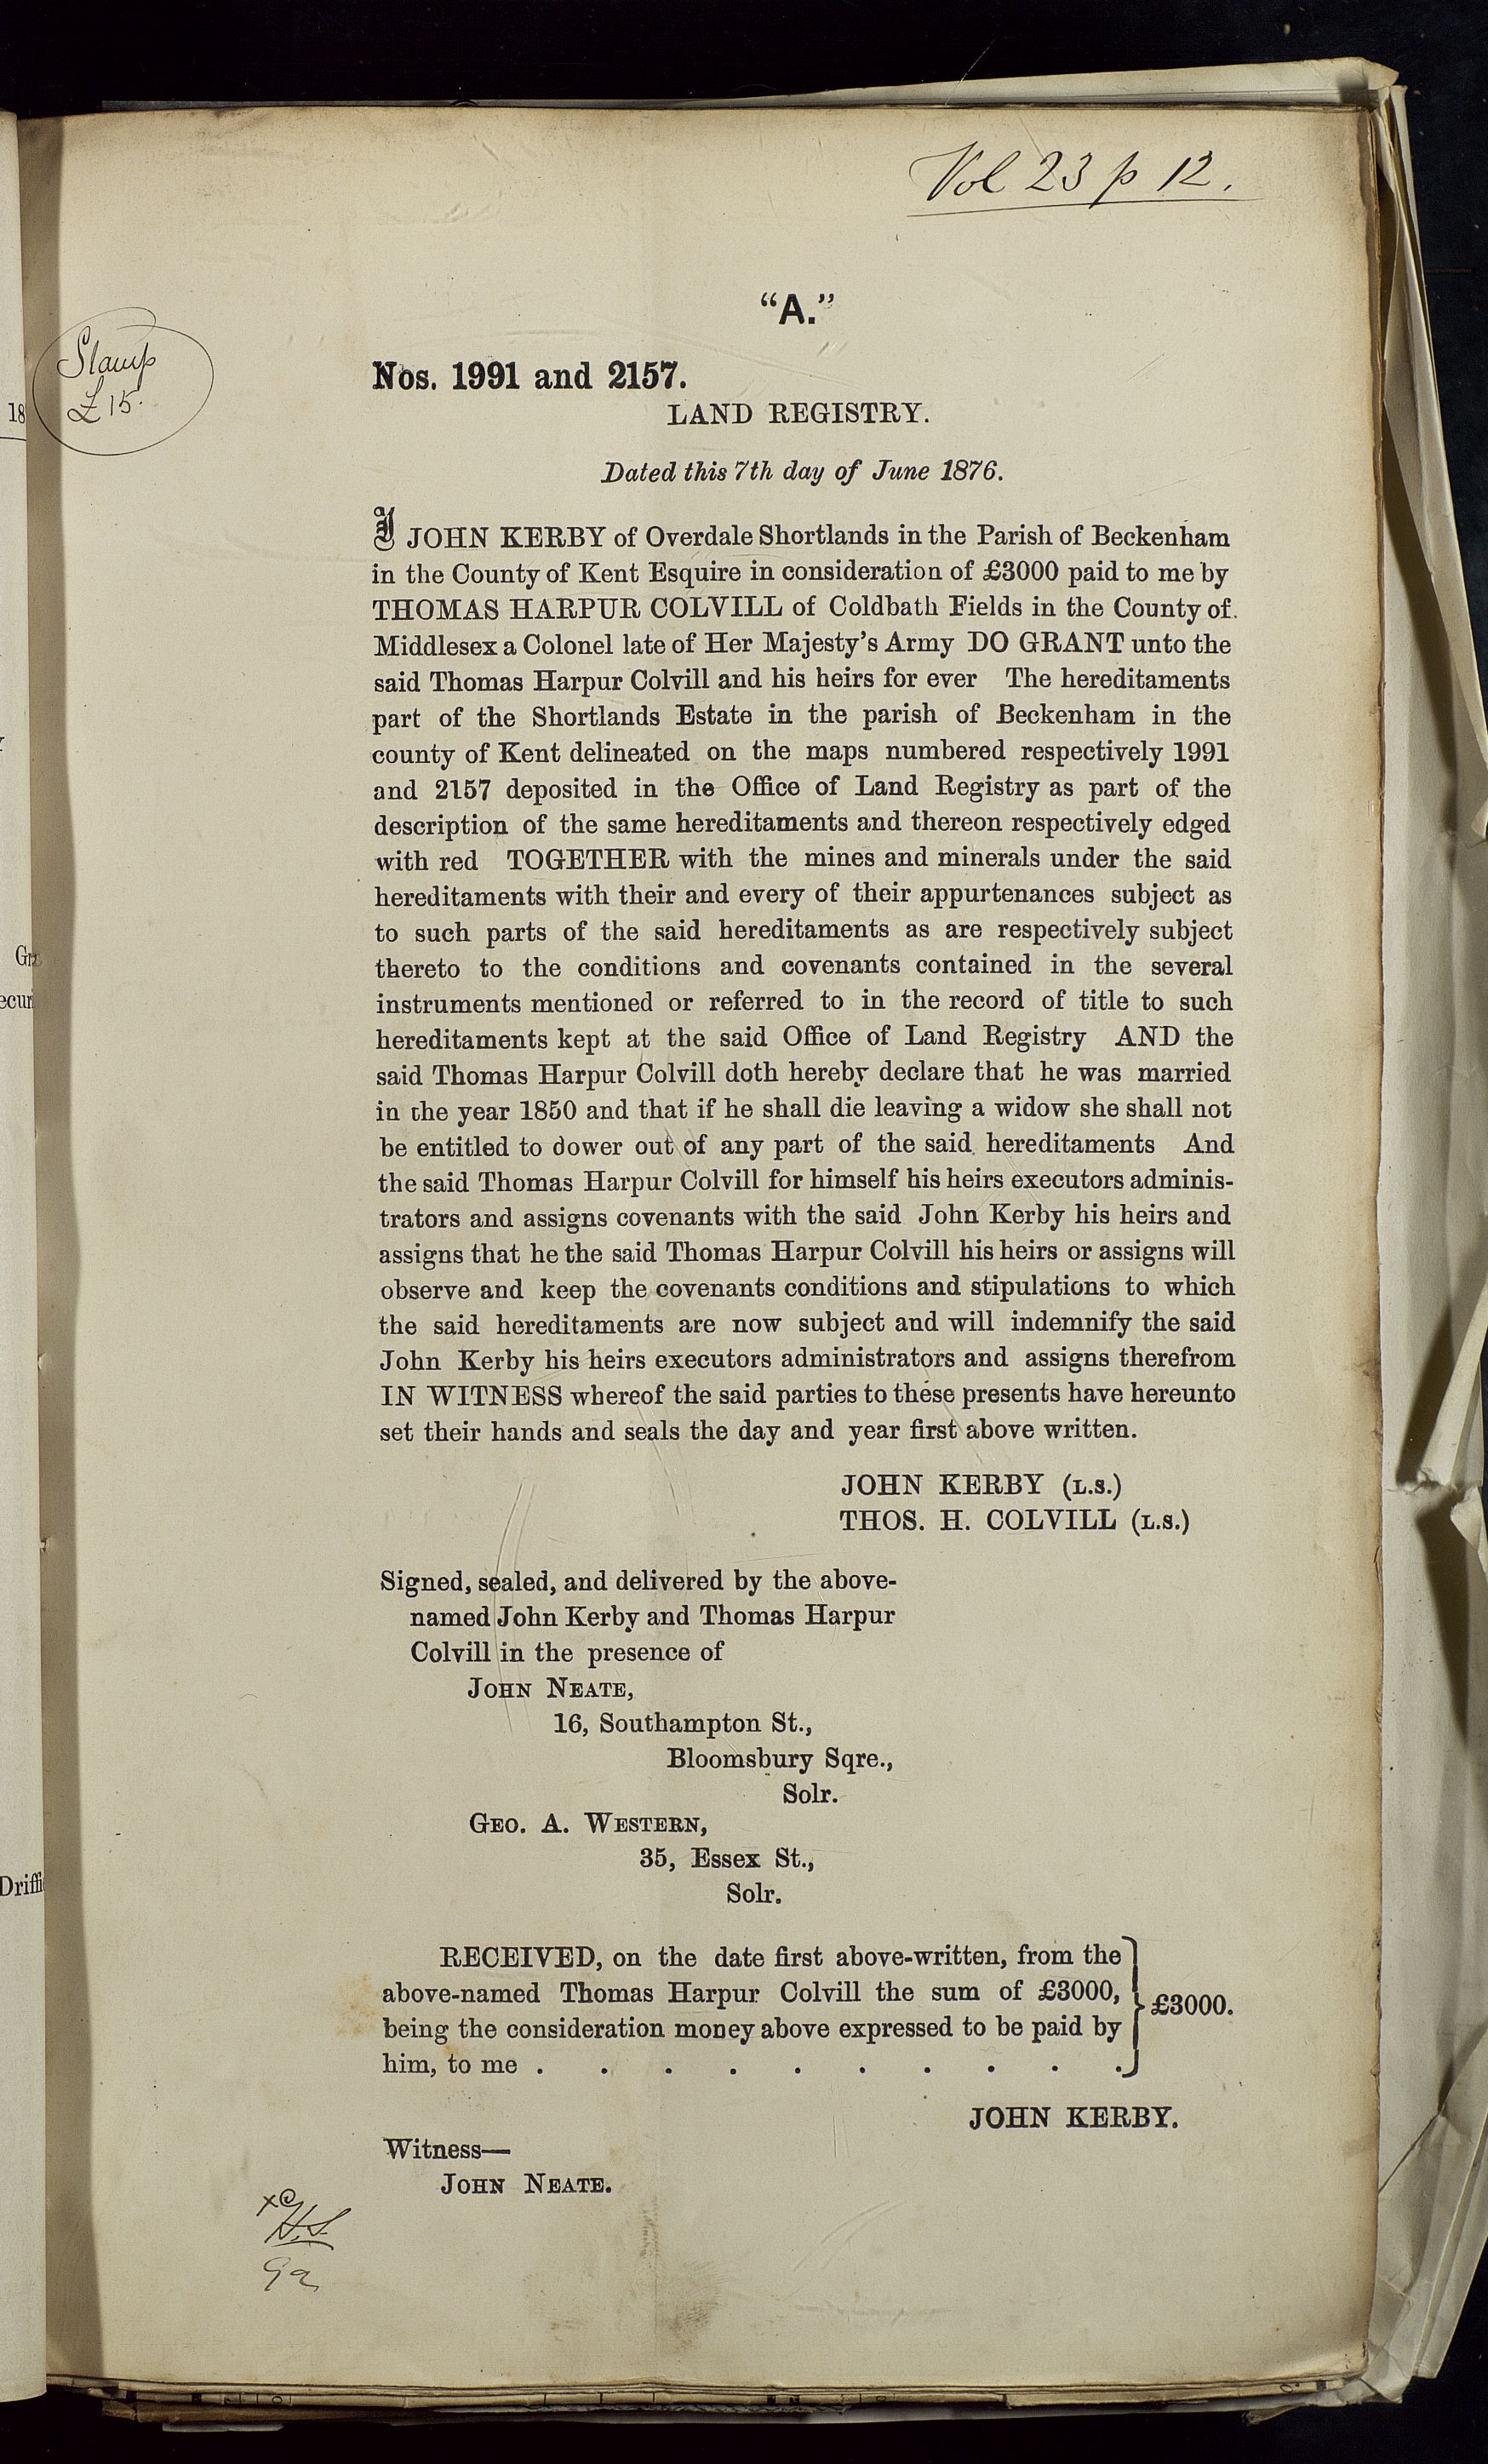 Vol 23 p 12.
"A."
Stamp
£15.
Nos. 1991 and 2157.
LAND REGISTRY.
Dated this 7th day of June 1876.
I JOHN KERBY of Overdale Shortlands in the Parish of Beckenham
in the County of Kent Esquire in consideration of £3000 paid to me by
THOMAS HARPUR COLVILL of Coldbath Fields in the County of
Middlesex a Colonel late of Her Majesty's Army DO GRANT unto the
said Thomas Harpur Colvill and his heirs for ever The hereditaments
part of the Shortlands Estate in the parish of Beckenham in the
county of Kent delineated on the maps numbered respectively 1991
and 2157 deposited in the Office of Land Registry as part of the
description of the same hereditaments and thereon respectively edged
with red TOGETHER with the mines and minerals under the said
hereditaments with their and every of their appurtenances subject as
to such parts of the said hereditaments as are respectively subject
thereto to the conditions and covenants contained in the several
instruments mentioned or referred to in the record of title to such
hereditaments kept at the said Office of Land Registry AND the
said Thomas Harpur Colvill doth hereby declare that he was married
in the year 1850 and that if he shall die leaving a widow she shall not
be entitled to dower out of any part of the said hereditaments And
the said Thomas Harpur Colvill for himself his heirs executors adminis-
trators and assigns covenants with the said John Kerby his heirs and
assigns that he the said Thomas Harpur Colvill his heirs or assigns will
observe and keep the covenants conditions and stipulations to which
the said hereditaments are now subject and will indemnify the said
John Kerby his heirs executors administrators and assigns therefrom
IN WITNESS whereof the said parties to these presents have hereunto
set their hands and seals the day and year first above written.
JOHN KERBY (L.S.)
THOS. H. COLVILL (L.S.)
Signed, sealed, and delivered by the above-
named John Kerby and Thomas Harpur
Colvill in the presence of
JOHN NEATE,
16, Southampton St.,
Bloomsbury Sqre.,
Solr.
GEO. A. WESTERN,
35, Essex St.,
Solr.
RECEIVED, on the date first above-written, from the
above-named Thomas Harpur Colvill the sum of £3000,
being the consideration money above expressed to be paid by
him, to me . . . . . . . . . .
£3000.
JOHN KERBY.
Witness—
JOHN NEATE.
H.S.
18
Driffi